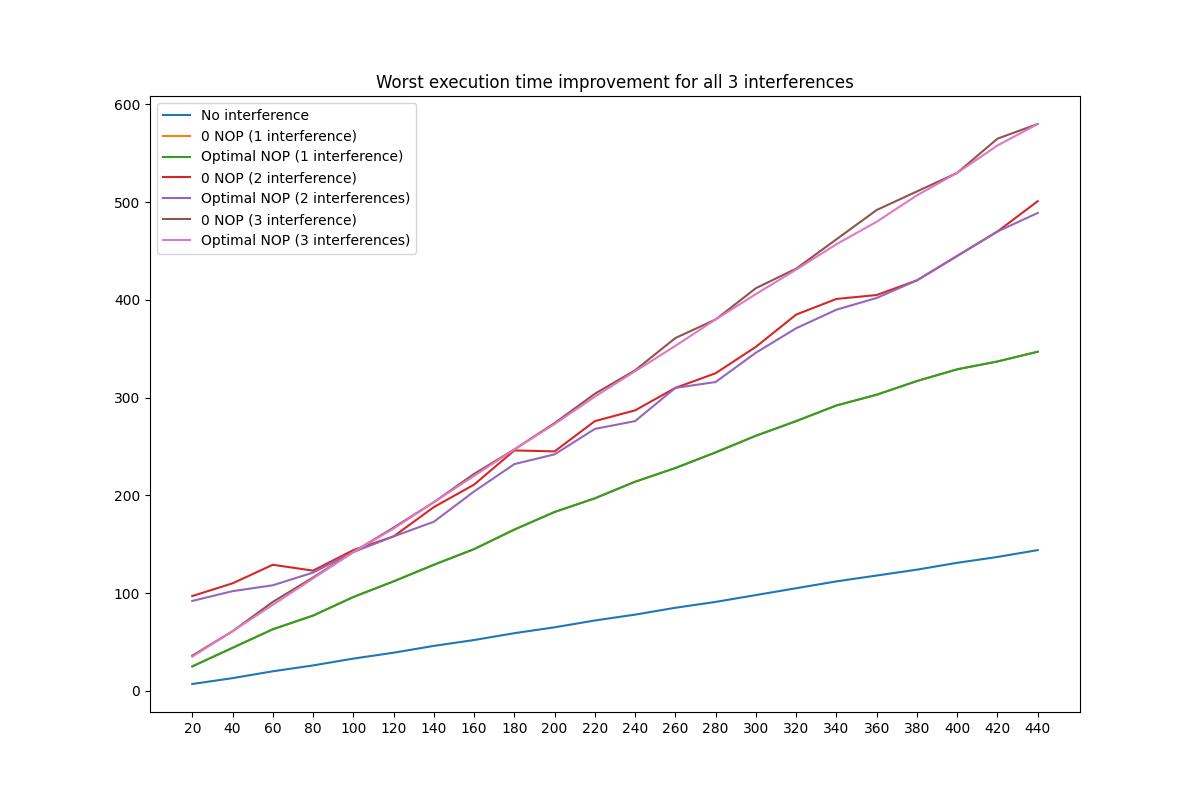 Worst execution time improvement for all 3 interferences
600
500
400
300
200
100
0
No interference
0 NOP (1 interference)
Optimal NOP (1 interference)
0 NOP (2 interference)
Optimal NOP (2 interferences)
0 NOP (3 interference)
Optimal NOP (3 interferences)
20 40 60 80 100 120 140 160 180 200 220 240 260 280 300 320 340 360 380 400 420 440